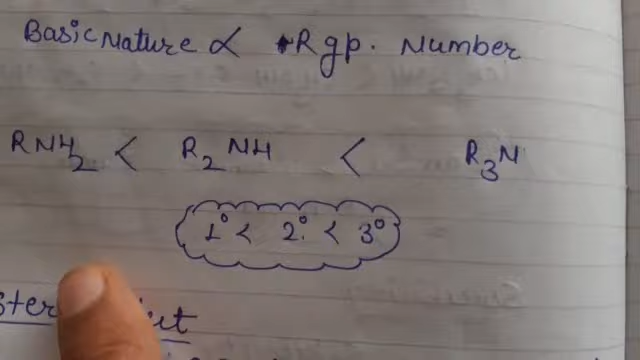 Basic Nature ∝ R gp. Number
RNH₂ < R₂NH < R₃N
1° < 2° < 3°